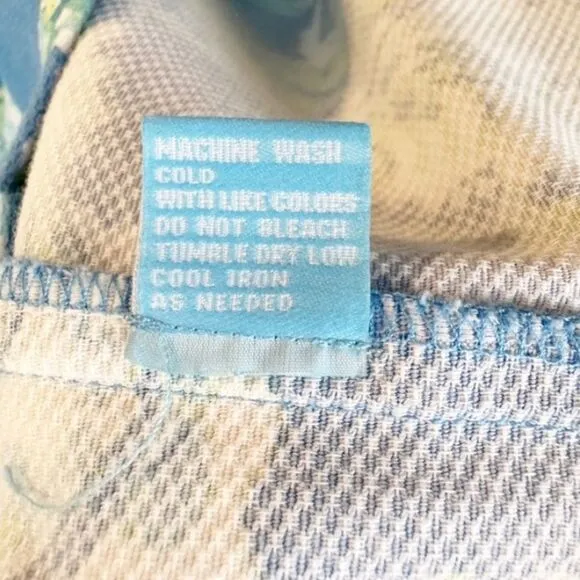 MACHINE WASH
COLD
WITH LIKE COLORS
DO NOT BLEACH
TUMBLE DRY LOW
COOL IRON
AS NEEDED